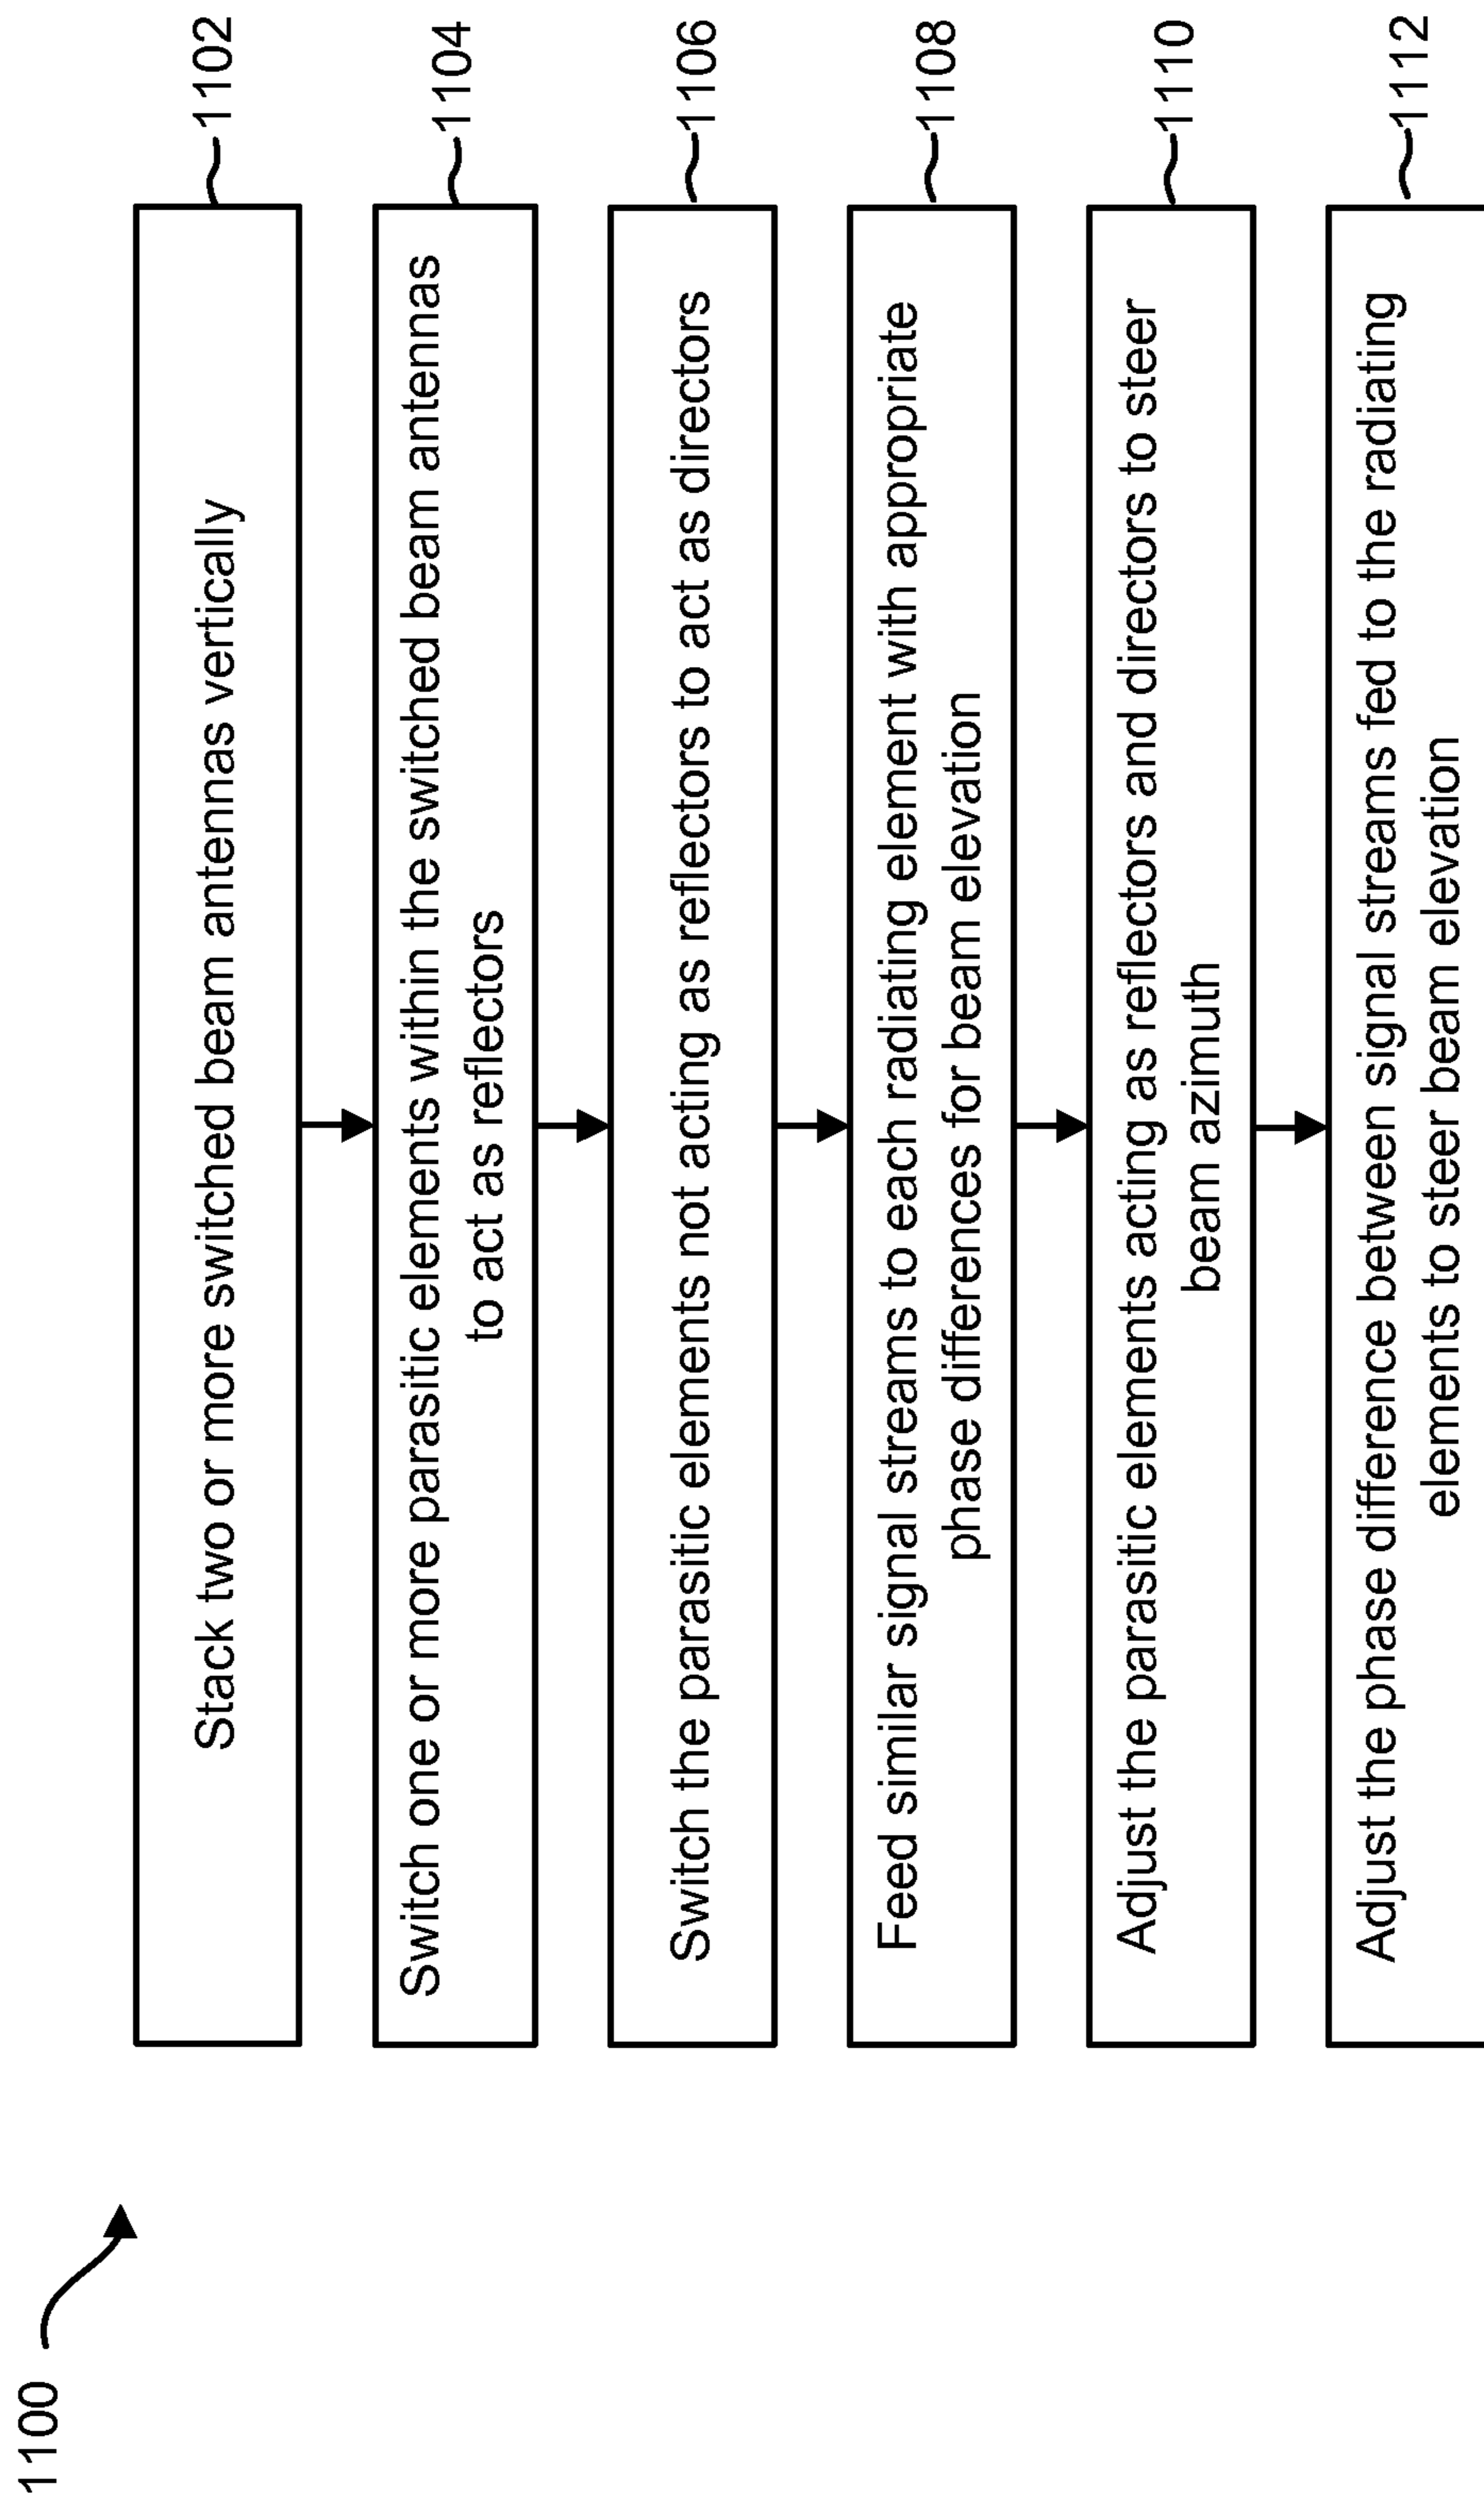 1100
Stack two or more switched beam antennas vertically
1102
Switch one or more parasitic elements within the switched beam antennas
to act as reflectors
1104
Switch the parasitic elements not acting as reflectors to act as directors
1106
Feed similar signal streams to each radiating element with appropriate
phase differences for beam elevation
1108
Adjust the parasitic elements acting as reflectors and directors to steer
beam azimuth
1110
Adjust the phase difference between signal streams fed to the radiating
elements to steer beam elevation
1112